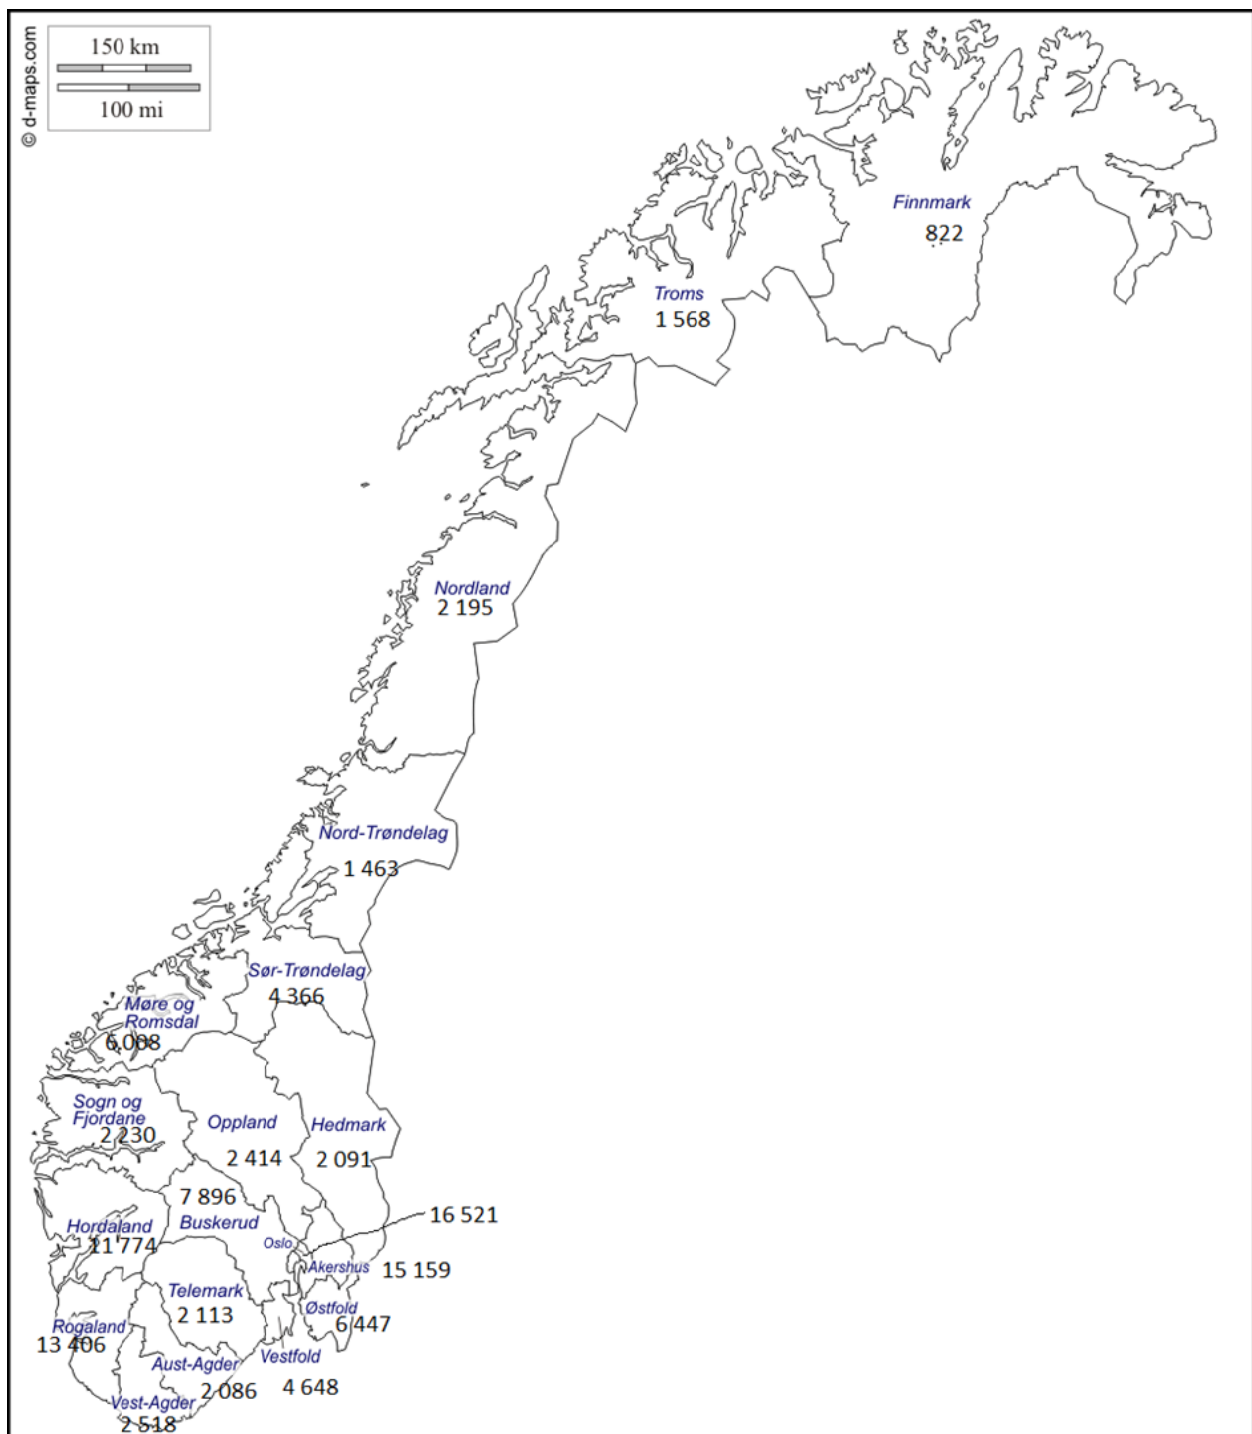 © d-maps.com
150 km
100 mi
Finnmark
822
Troms
1 568
Nordland
2 195
Nord-Trøndelag
1 463
Sør-Trøndelag
4 366
Møre og
Romsdal
6 008
Sogn og
Fjordane
2 230
Oppland
2 414
Hedmark
2 091
7 896
Buskerud
16 521
Hordaland
11 774
Oslo
Akershus
15 159
Telemark
2 113
Østfold
6 447
Rogaland
13 406
Vestfold
4 648
Aust-Agder
2 086
Vest-Agder
2 518